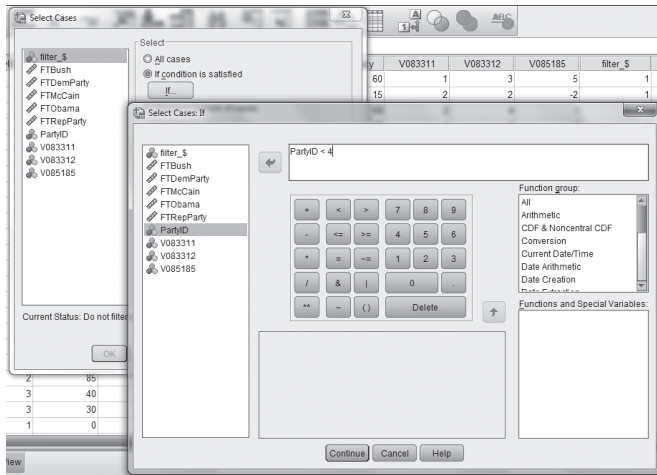 Select Cases
filter_$
FTBush
FTDemParty
FTMcCain
FTObama
FTRepParty
PartyID
V083311
V083312
V085185
Select
All cases
If condition is satisfied
If...
Current Status: Do not filter
OK
V083311 V083312 V085185 filter_$
60 1 3 5 1
15 2 2 -2 1
Select Cases: If
filter_$
FTBush
FTDemParty
FTMcCain
FTObama
FTRepParty
PartyID
V083311
V083312
V085185
PartyID < 4
+ < > 7 8 9
- <= >= 4 5 6
* = ~= 1 2 3
/ & | 0 .
** ~ ( ) Delete
Function group:
All
Arithmetic
CDF & Noncentral CDF
Conversion
Current Date/Time
Date Arithmetic
Date Creation
Date Extraction
Functions and Special Variables:
Continue Cancel Help
2 85
3 40
3 30
1 0